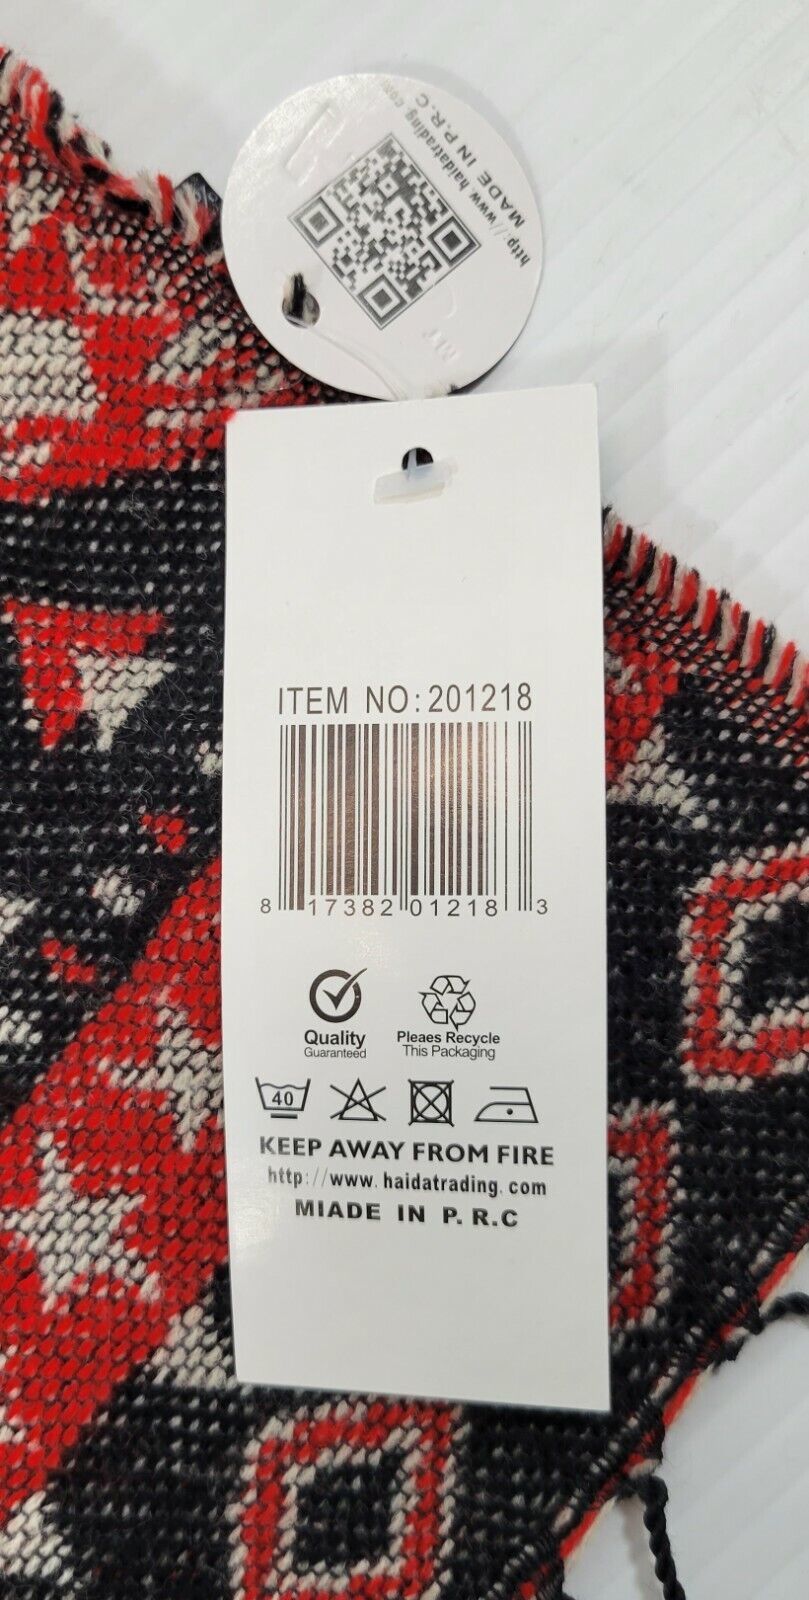 http://www.haidatrading.com
MADE IN P.R.C
ITEM NO:201218
8 17382 01218 3
Quality
Guaranteed
Pleaes Recycle
This Packaging
40
KEEP AWAY FROM FIRE
http://www.haidatrading.com
MIADE IN P.R.C